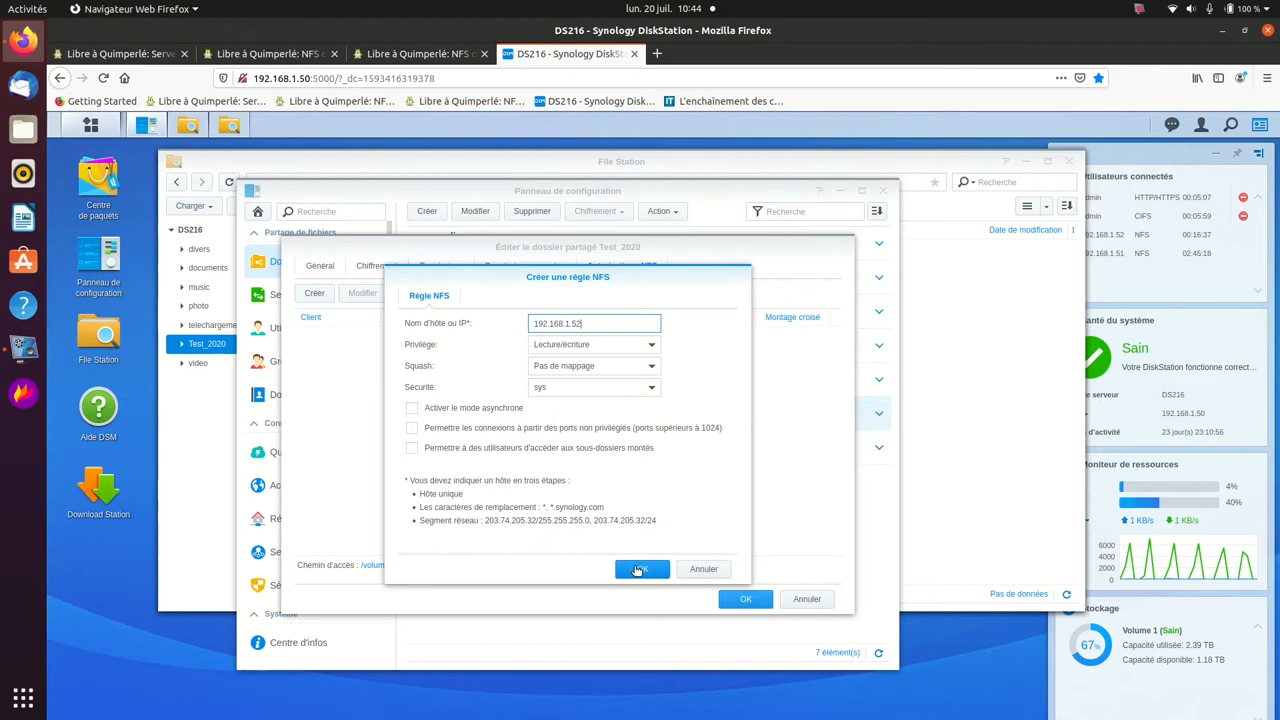 Activités
Navigateur Web Firefox
lun. 20 juil. 10:44
100 %
DS216 - Synology DiskStation - Mozilla Firefox
Libre à Quimperlé: Serve
Libre à Quimperlé: NFS c
Libre à Quimperlé: NFS c
DS216 - Synology DiskSt
192.168.1.50:5000/?_dc=1593416319378
Getting Started
Libre à Quimperlé: Ser…
Libre à Quimperlé: NF…
Libre à Quimperlé: NF…
DS216 - Synology Disk…
L'enchaînement des c…
File Station
Utilisateurs connectés
Centre
de paquets
Panneau de configuration
Recherche
admin HTTP/HTTPS 00:05:07
Charger
Recherche
Créer
Modifier
Supprimer
Chiffrement
Action
Recherche
admin CIFS 00:05:59
DS216
Partage de fichiers
Date de modification
192.168.1.52 NFS 00:16:37
divers
Éditer le dossier partagé Test_2020
192.168.1.51 NFS 02:45:18
documents
Général
Chiffrem
Panneau de
configuration
music
Créer
Modifier
Créer une règle NFS
photo
Règle NFS
telechargeme
Client
Montage croisé
Santé du système
Test_2020
Nom d'hôte ou IP*: 192.168.1.52
Sain
File Station
video
Privilège: Lecture/écriture
Votre DiskStation fonctionne correct…
Squash: Pas de mappage
Sécurité: sys
serveur DS216
Activer le mode asynchrone
192.168.1.50
Permettre les connexions à partir des ports non privilégiés (ports supérieurs à 1024)
d'activité 23 jour(s) 23:10:56
Aide DSM
Permettre à des utilisateurs d'accéder aux sous-dossiers montés
Moniteur de ressources
* Vous devez indiquer un hôte en trois étapes :
4%
Hôte unique
40%
Les caractères de remplacement : *, *.synology.com
Download Station
Segment réseau : 203.74.205.32/255.255.255.0, 203.74.205.32/24
1 KB/s
1 KB/s
6000
4000
2000
0
Chemin d'accès : /volum
OK
Annuler
Pas de données
OK
Annuler
Stockage
Système
Volume 1 (Sain)
Centre d'infos
67%
Capacité utilisée: 2.39 TB
7 élément(s)
Capacité disponible: 1.18 TB